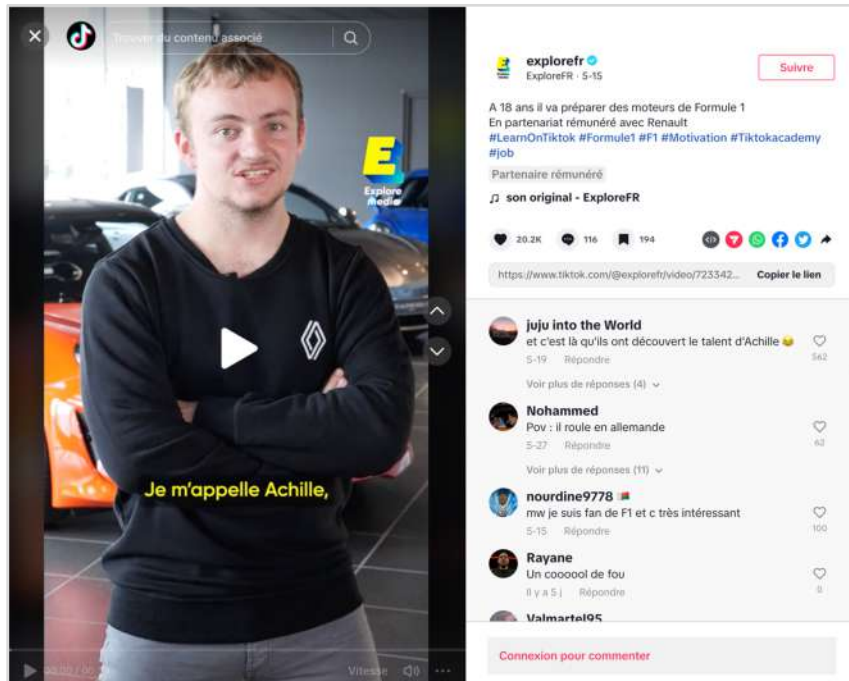 Trouver du contenu associé
Explore
media
Je m'appelle Achille,
Vitesse
explorefr
ExploreFR · 5-15
Suivre
A 18 ans il va préparer des moteurs de Formule 1
En partenariat rémunéré avec Renault
#LearnOnTiktok #Formule1 #F1 #Motivation #Tiktokacademy
#job
Partenaire rémunéré
son original - ExploreFR
20.2K 116 194
https://www.tiktok.com/@explorefr/video/723342... Copier le lien
juju into the World
et c'est là qu'ils ont découvert le talent d'Achille 😂
5-19 Répondre
562
Voir plus de réponses (4)
Nohammed
Pov : il roule en allemande
5-27 Répondre
62
Voir plus de réponses (11)
nourdine9778 🇲🇬
mw je suis fan de F1 et c très intéressant
5-15 Répondre
100
Rayane
Un coooool de fou
Il y a 5 j Répondre
0
Valmartel95
Connexion pour commenter